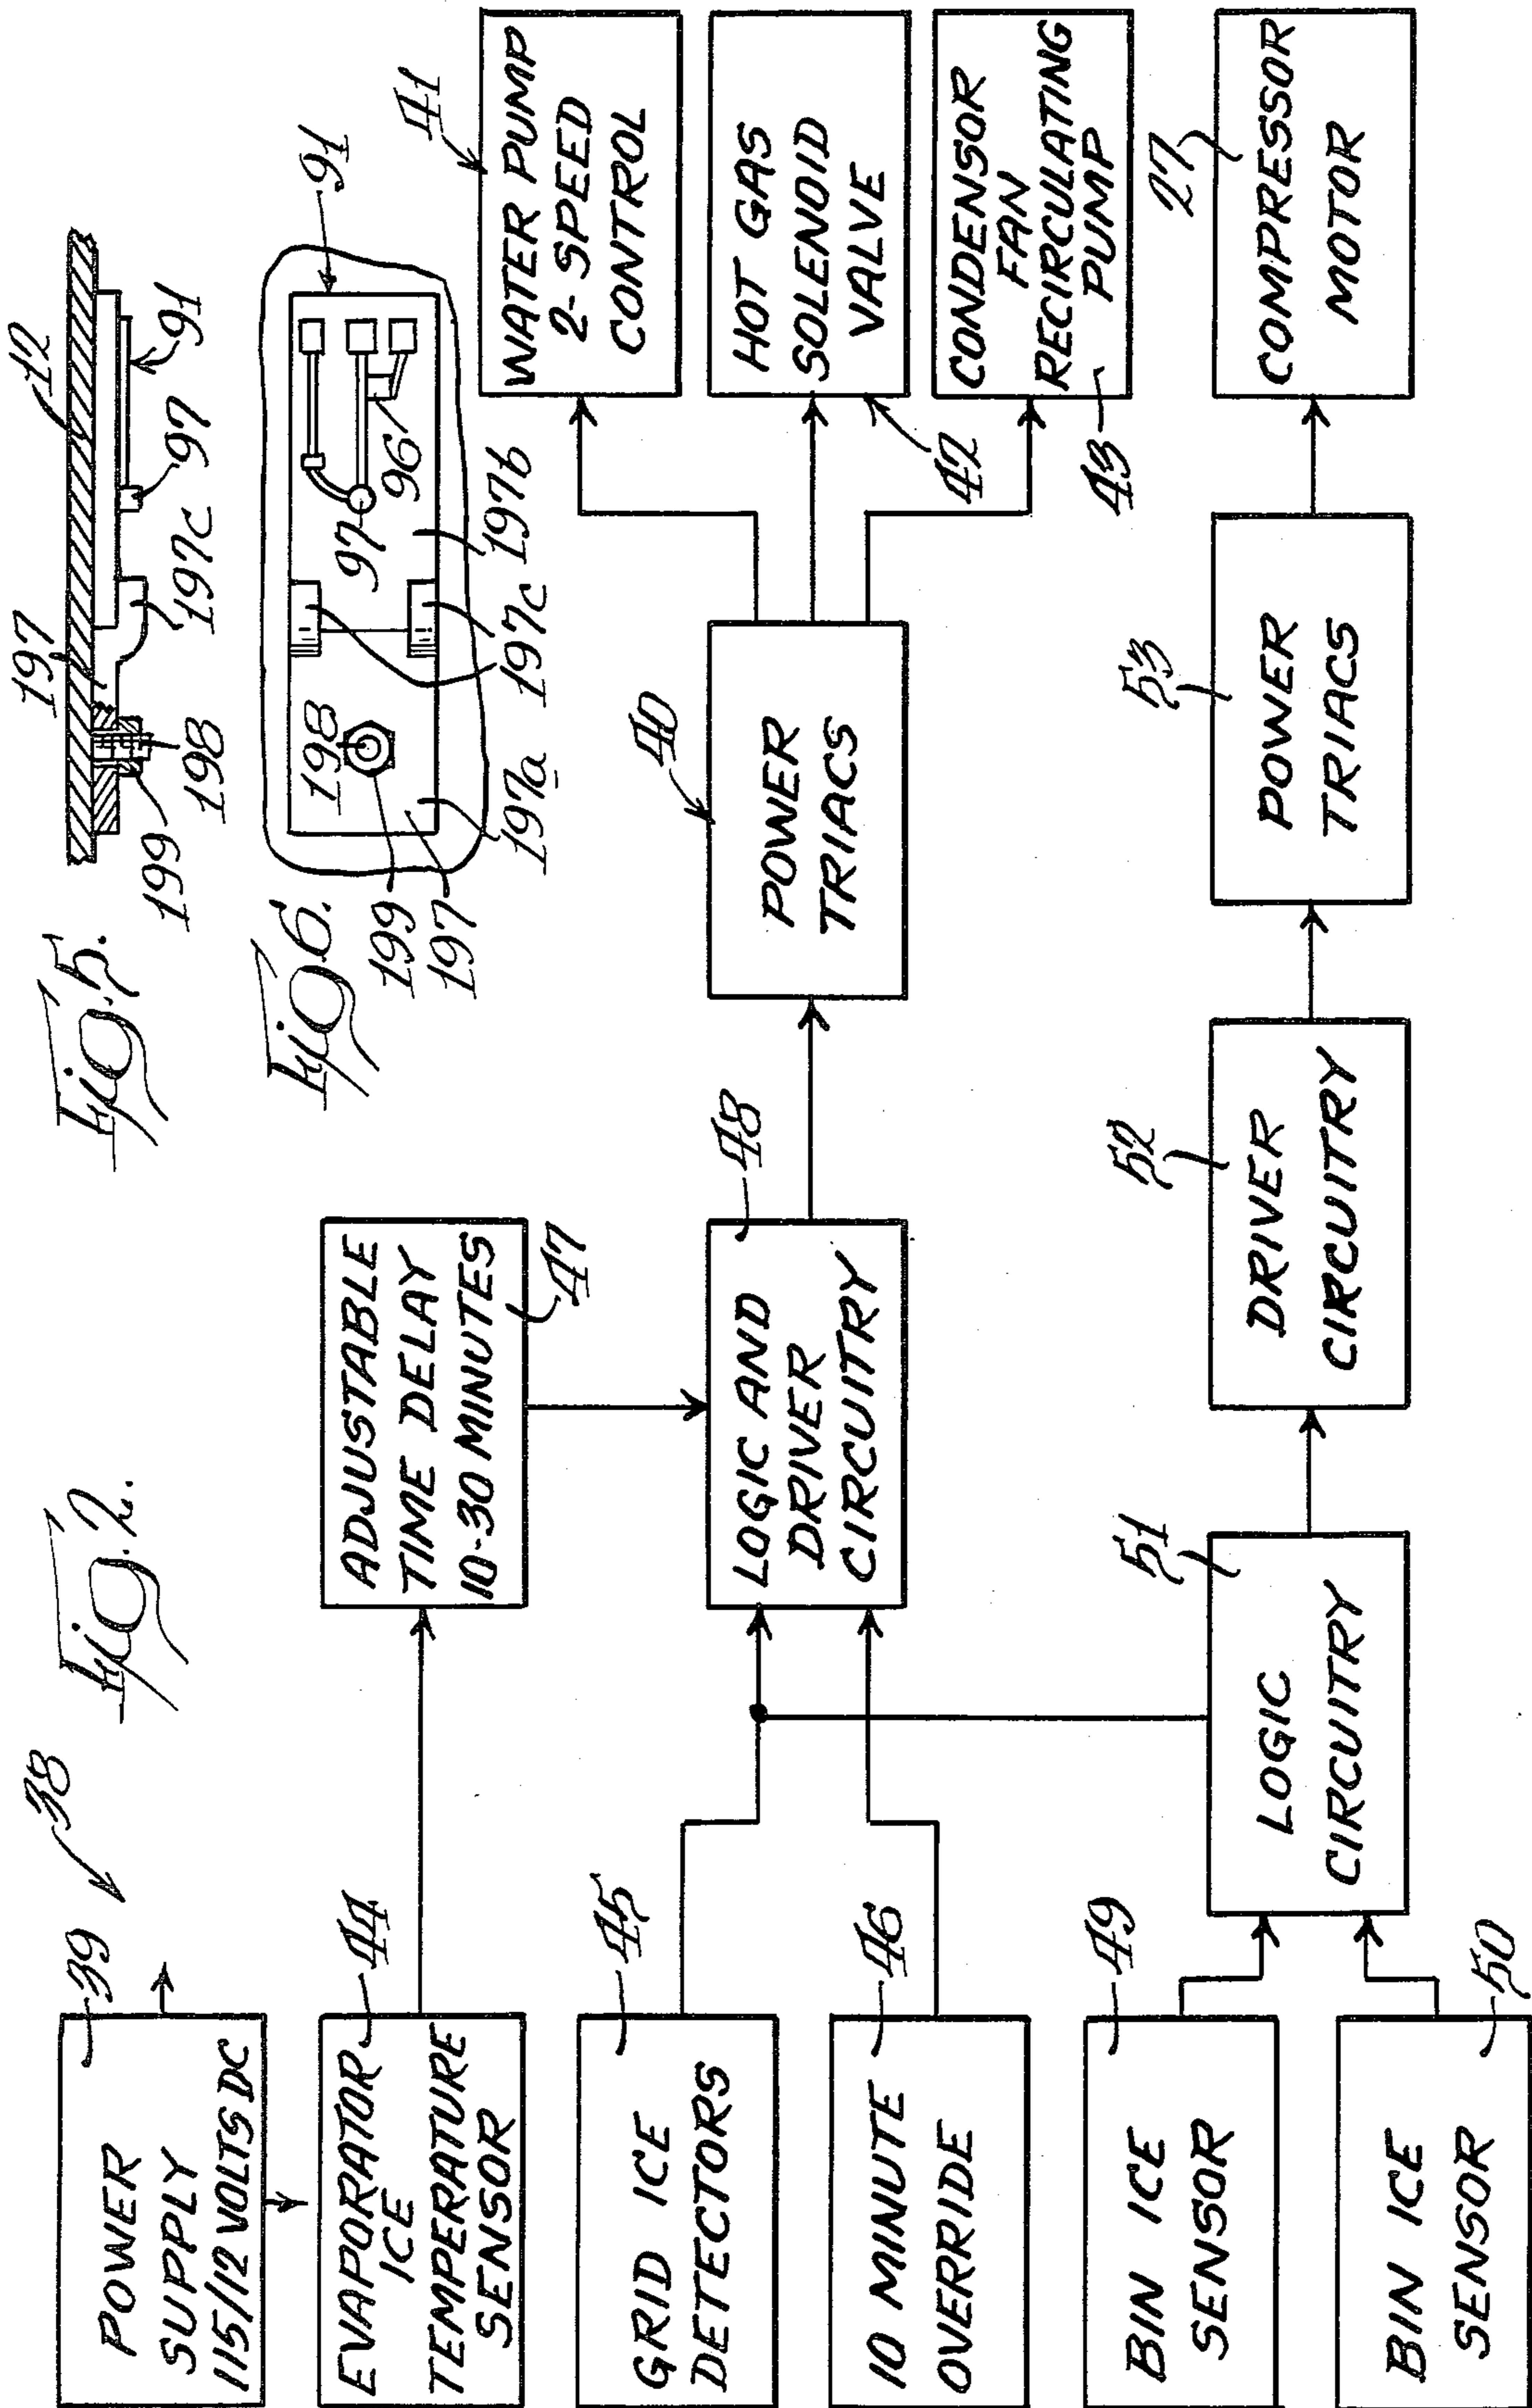 Fig. 2.
38
39
POWER
SUPPLY
115/12 VOLTS DC
44
EVAPORATOR
ICE
TEMPERATURE
SENSOR
45
GRID ICE
DETECTORS
46
10 MINUTE
OVERRIDE
49
BIN ICE
SENSOR
50
BIN ICE
SENSOR
ADJUSTABLE
TIME DELAY
10-30 MINUTES
47
48
LOGIC AND
DRIVER
CIRCUITRY
51
LOGIC
CIRCUITRY
52
DRIVER
CIRCUITRY
40
POWER
TRIACS
53
POWER
TRIACS
41
WATER PUMP
2-SPEED
CONTROL
HOT GAS
SOLENOID
VALVE
42
CONDENSOR
FAN
RECIRCULATING
PUMP
43
27
COMPRESSOR
MOTOR
Fig. 5.
197
12
199
198
197c
97
91
Fig. 6.
199
197
198
197a
197c
97
197b
96
91